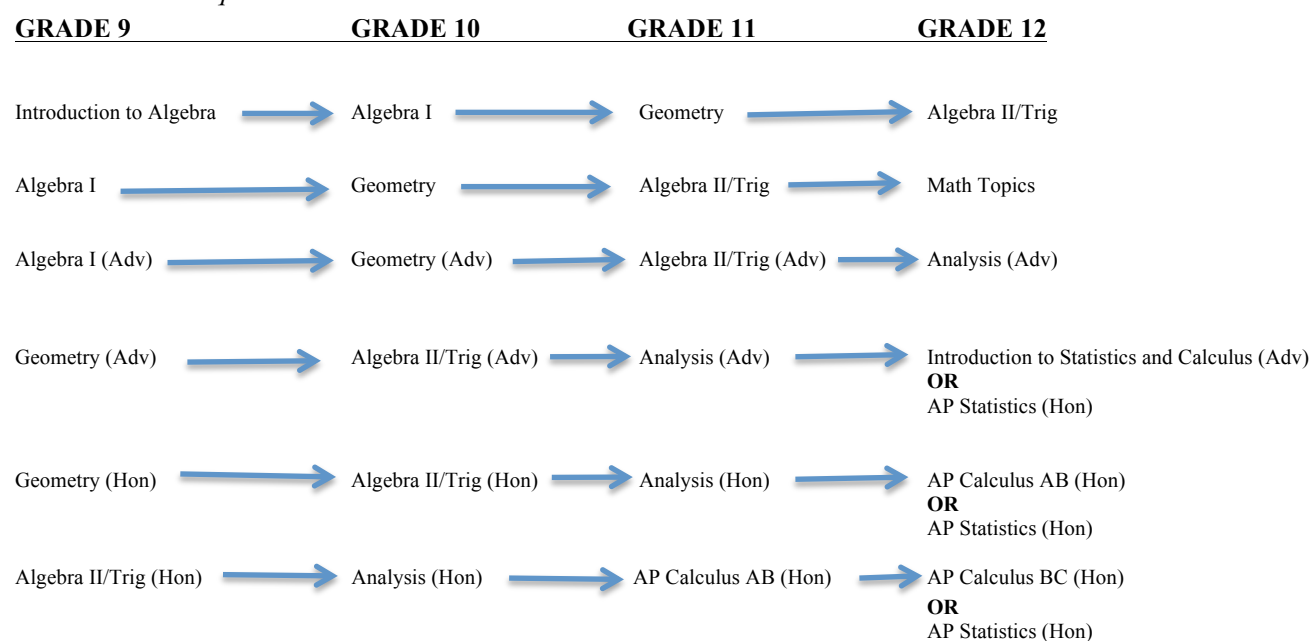 GRADE 9 GRADE 10 GRADE 11 GRADE 12
Introduction to Algebra Algebra I Geometry Algebra II/Trig
Algebra I Geometry Algebra II/Trig Math Topics
Algebra I (Adv) Geometry (Adv) Algebra II/Trig (Adv) Analysis (Adv)
Geometry (Adv) Algebra II/Trig (Adv) Analysis (Adv) Introduction to Statistics and Calculus (Adv)
OR
AP Statistics (Hon)
Geometry (Hon) Algebra II/Trig (Hon) Analysis (Hon) AP Calculus AB (Hon)
OR
AP Statistics (Hon)
Algebra II/Trig (Hon) Analysis (Hon) AP Calculus AB (Hon) AP Calculus BC (Hon)
OR
AP Statistics (Hon)